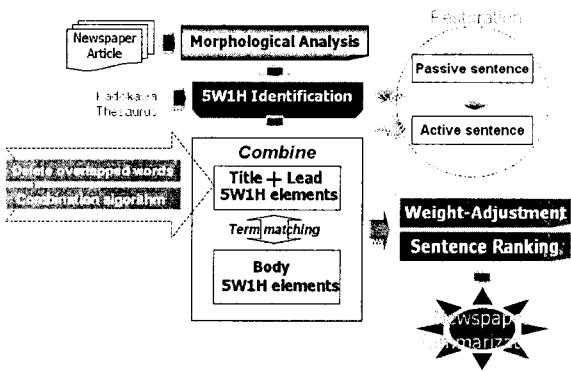 Newspaper
Article
Morphological Analysis
Restoration
Passive sentence
Active sentence
Thesaurus
5W1H Identification
Delete overlapped words
Combination algorithm
Combine
Title + Lead
5W1H elements
Term matching
Body
5W1H elements
Weight-Adjustment
Sentence Ranking